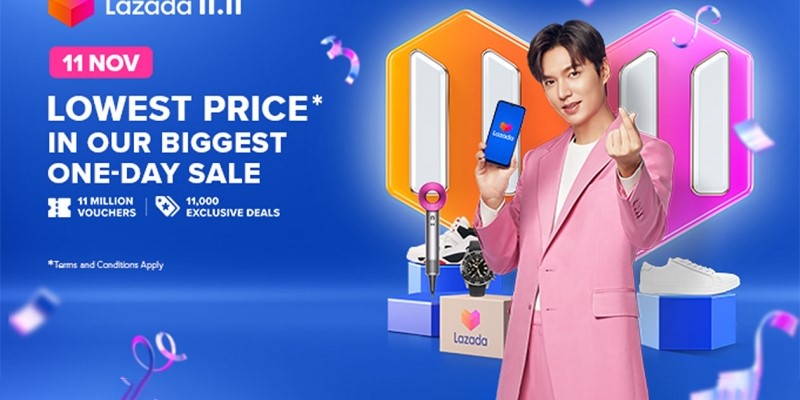 Lazada 11.11
11 NOV
LOWEST PRICE*
IN OUR BIGGEST
ONE-DAY SALE
11 MILLION
VOUCHERS
11,000
EXCLUSIVE DEALS
*Terms and Conditions Apply
Lazada
Lazada